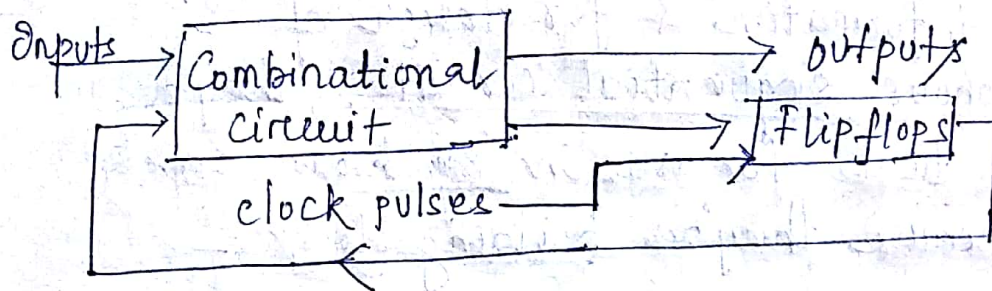 Inputs
Combinational
circuit
outputs
Flipflops
clock pulses